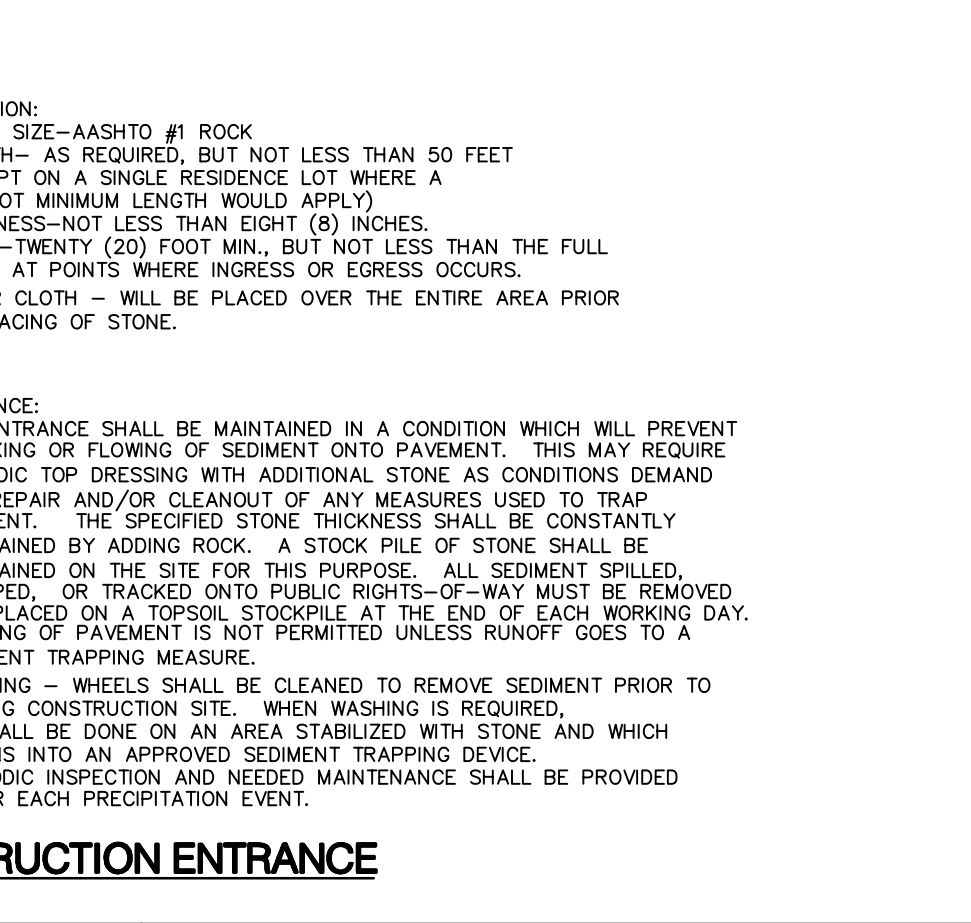 ION:
SIZE–AASHTO #1 ROCK
TH– AS REQUIRED, BUT NOT LESS THAN 50 FEET
PT ON A SINGLE RESIDENCE LOT WHERE A
OT MINIMUM LENGTH WOULD APPLY)
NESS–NOT LESS THAN EIGHT (8) INCHES.
–TWENTY (20) FOOT MIN., BUT NOT LESS THAN THE FULL
AT POINTS WHERE INGRESS OR EGRESS OCCURS.
R CLOTH – WILL BE PLACED OVER THE ENTIRE AREA PRIOR
ACING OF STONE.
NCE:
NTRANCE SHALL BE MAINTAINED IN A CONDITION WHICH WILL PREVENT
KING OR FLOWING OF SEDIMENT ONTO PAVEMENT. THIS MAY REQUIRE
DIC TOP DRESSING WITH ADDITIONAL STONE AS CONDITIONS DEMAND
REPAIR AND/OR CLEANOUT OF ANY MEASURES USED TO TRAP
ENT. THE SPECIFIED STONE THICKNESS SHALL BE CONSTANTLY
AINED BY ADDING ROCK. A STOCK PILE OF STONE SHALL BE
AINED ON THE SITE FOR THIS PURPOSE. ALL SEDIMENT SPILLED,
PED, OR TRACKED ONTO PUBLIC RIGHTS–OF–WAY MUST BE REMOVED
PLACED ON A TOPSOIL STOCKPILE AT THE END OF EACH WORKING DAY.
NG OF PAVEMENT IS NOT PERMITTED UNLESS RUNOFF GOES TO A
ENT TRAPPING MEASURE.
ING – WHEELS SHALL BE CLEANED TO REMOVE SEDIMENT PRIOR TO
G CONSTRUCTION SITE. WHEN WASHING IS REQUIRED,
ALL BE DONE ON AN AREA STABILIZED WITH STONE AND WHICH
NS INTO AN APPROVED SEDIMENT TRAPPING DEVICE.
ODIC INSPECTION AND NEEDED MAINTENANCE SHALL BE PROVIDED
R EACH PRECIPITATION EVENT.
RUCTION ENTRANCE